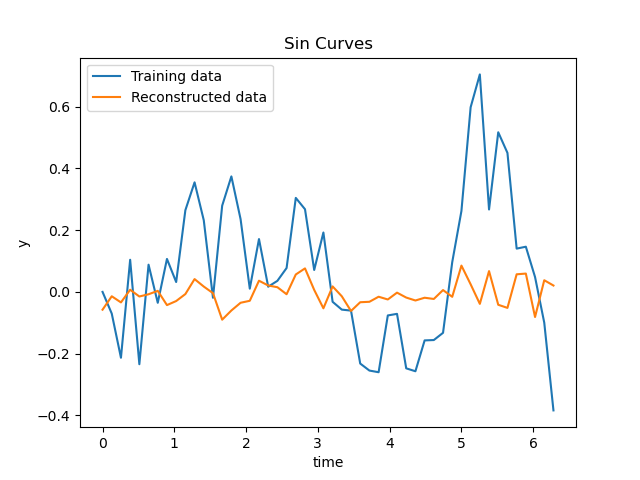 Sin Curves
Training data
Reconstructed data
0.6
0.4
0.2
0.0
−0.2
−0.4
y
0 1 2 3 4 5 6
time